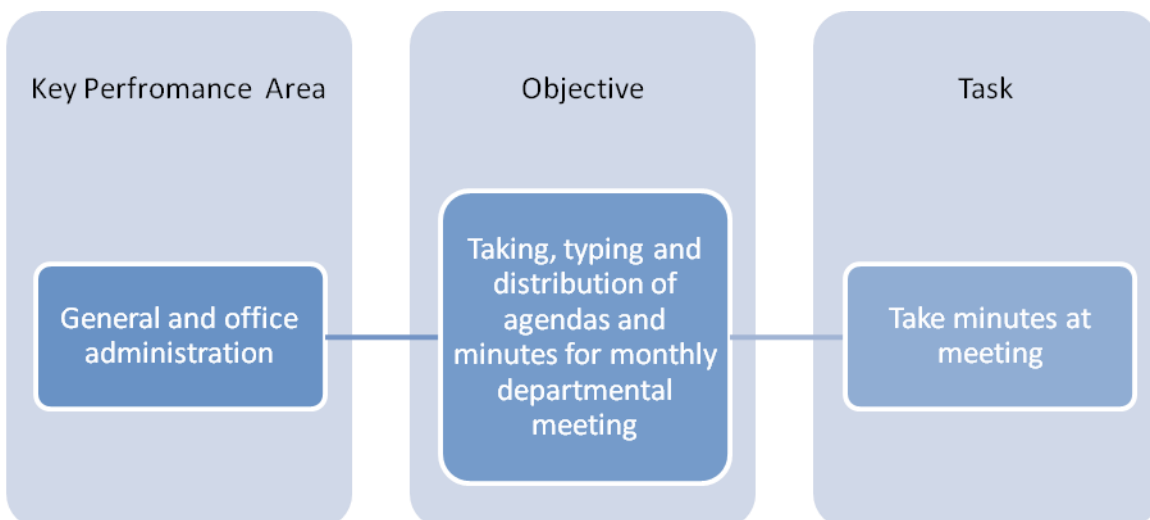 Key Perfromance Area
Objective
Task
General and office
administration
Taking, typing and
distribution of
agendas and
minutes for monthly
departmental
meeting
Take minutes at
meeting